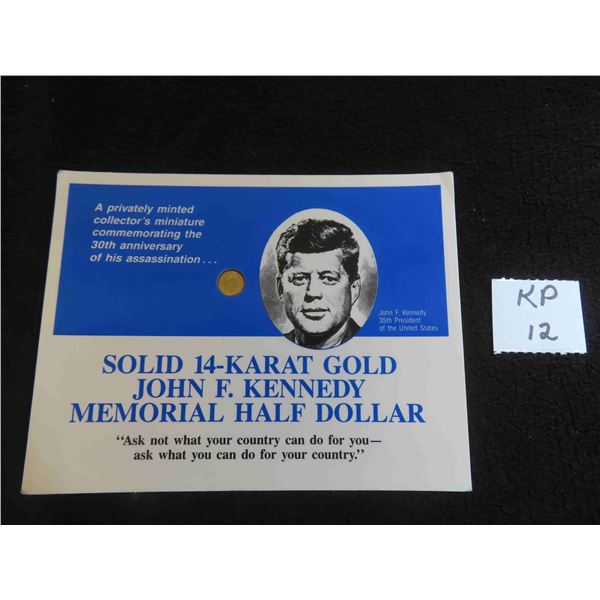 A privately minted
collector's miniature
commemorating the
30th anniversary
of his assassination . . .
John F. Kennedy
35th President
of the United States
SOLID 14-KARAT GOLD
JOHN F. KENNEDY
MEMORIAL HALF DOLLAR
“Ask not what your country can do for you—
ask what you can do for your country.”
KP
12